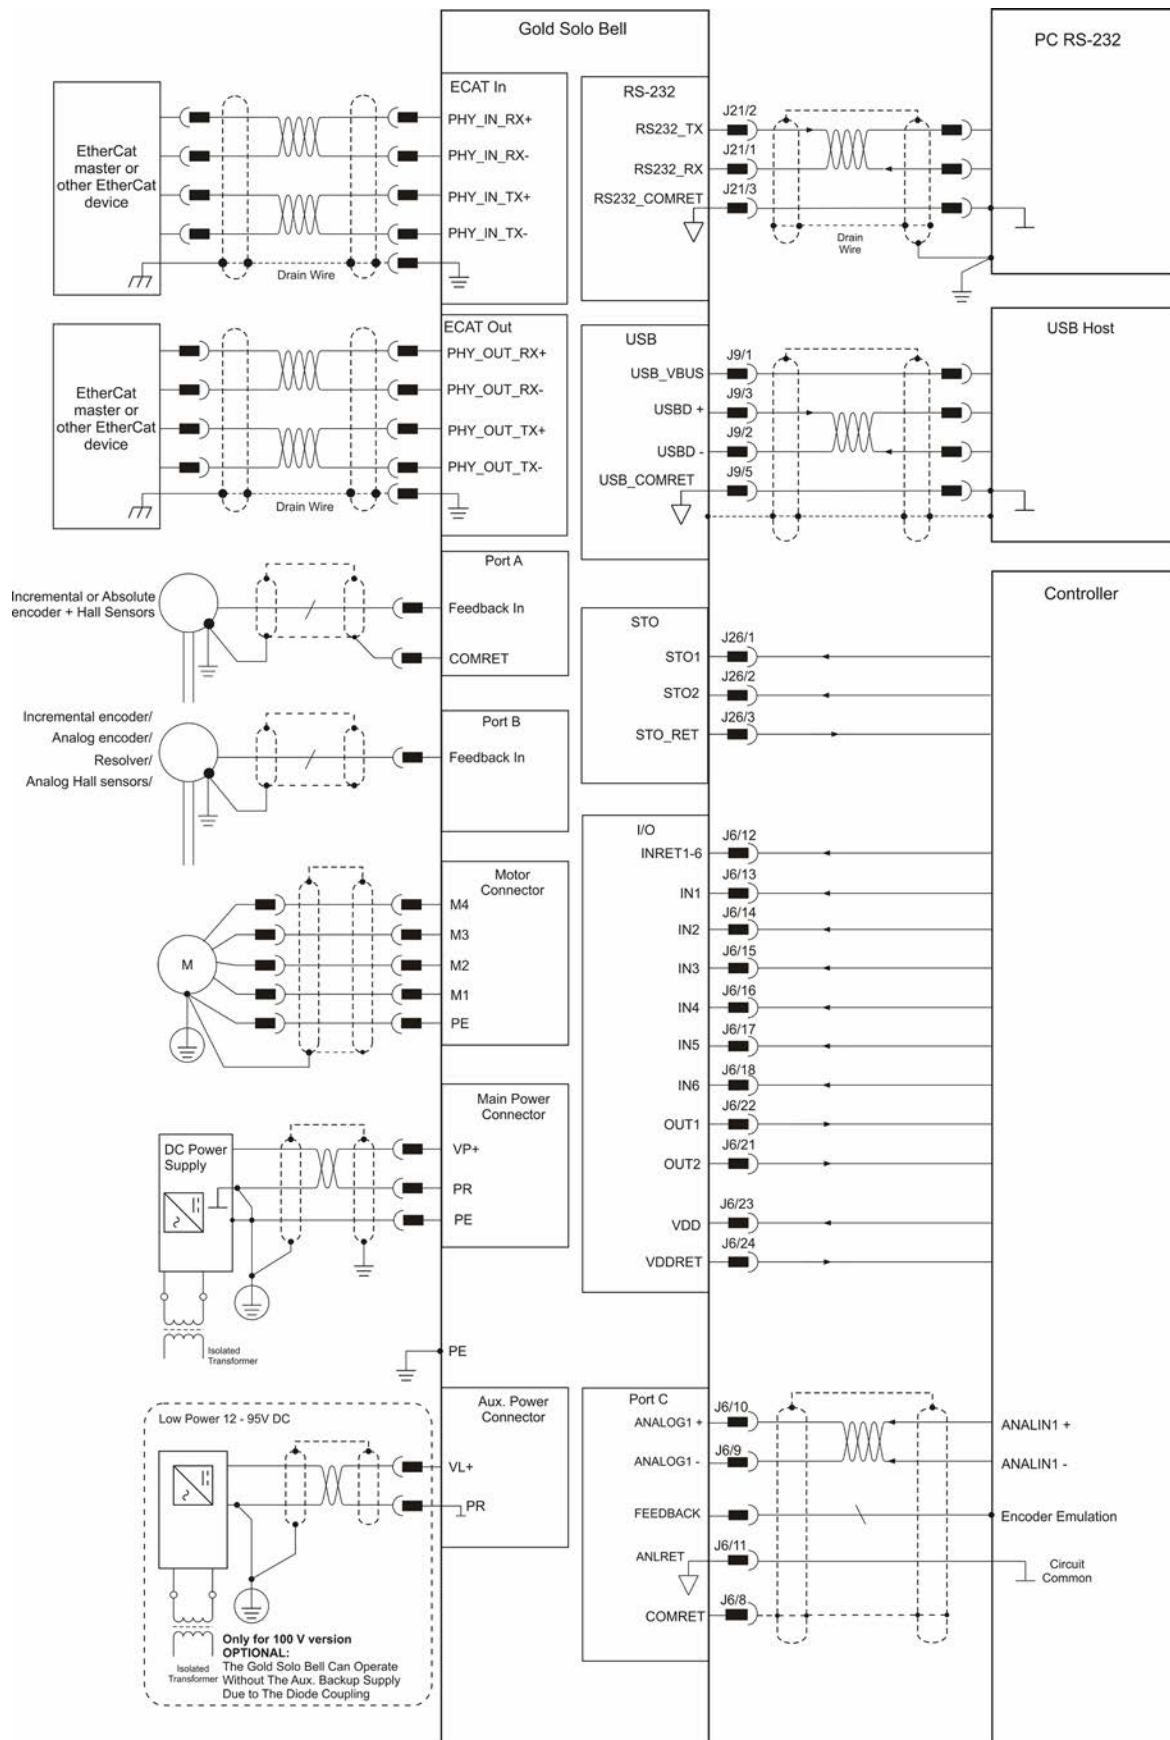 Gold Solo Bell
PC RS-232
ECAT In
PHY_IN_RX+
PHY_IN_RX-
PHY_IN_TX+
PHY_IN_TX-
EtherCat
master or
other EtherCat
device
Drain Wire
RS-232
RS232_TX
RS232_RX
RS232_COMRET
J21/2
J21/1
J21/3
Drain
Wire
ECAT Out
PHY_OUT_RX+
PHY_OUT_RX-
PHY_OUT_TX+
PHY_OUT_TX-
EtherCat
master or
other EtherCat
device
Drain Wire
USB
USB_VBUS
USBD +
USBD -
USB_COMRET
J9/1
J9/3
J9/2
J9/5
USB Host
Port A
Feedback In
COMRET
Incremental or Absolute
encoder + Hall Sensors
Port B
Feedback In
Incremental encoder/
Analog encoder/
Resolver/
Analog Hall sensors/
STO
STO1
STO2
STO_RET
J26/1
J26/2
J26/3
Controller
Motor
Connector
M4
M3
M2
M1
PE
M
I/O
INRET1-6
IN1
IN2
IN3
IN4
IN5
IN6
OUT1
OUT2
VDD
VDDRET
J6/12
J6/13
J6/14
J6/15
J6/16
J6/17
J6/18
J6/22
J6/21
J6/23
J6/24
Main Power
Connector
VP+
PR
PE
DC Power
Supply
Isolated
Transformer
PE
Aux. Power
Connector
VL+
PR
Low Power 12 - 95V DC
Isolated
Transformer
Only for 100 V version
OPTIONAL:
The Gold Solo Bell Can Operate
Without The Aux. Backup Supply
Due to The Diode Coupling
Port C
ANALOG1 +
ANALOG1 -
FEEDBACK
ANLRET
COMRET
J6/10
J6/9
J6/11
J6/8
ANALIN1 +
ANALIN1 -
Encoder Emulation
Circuit
Common